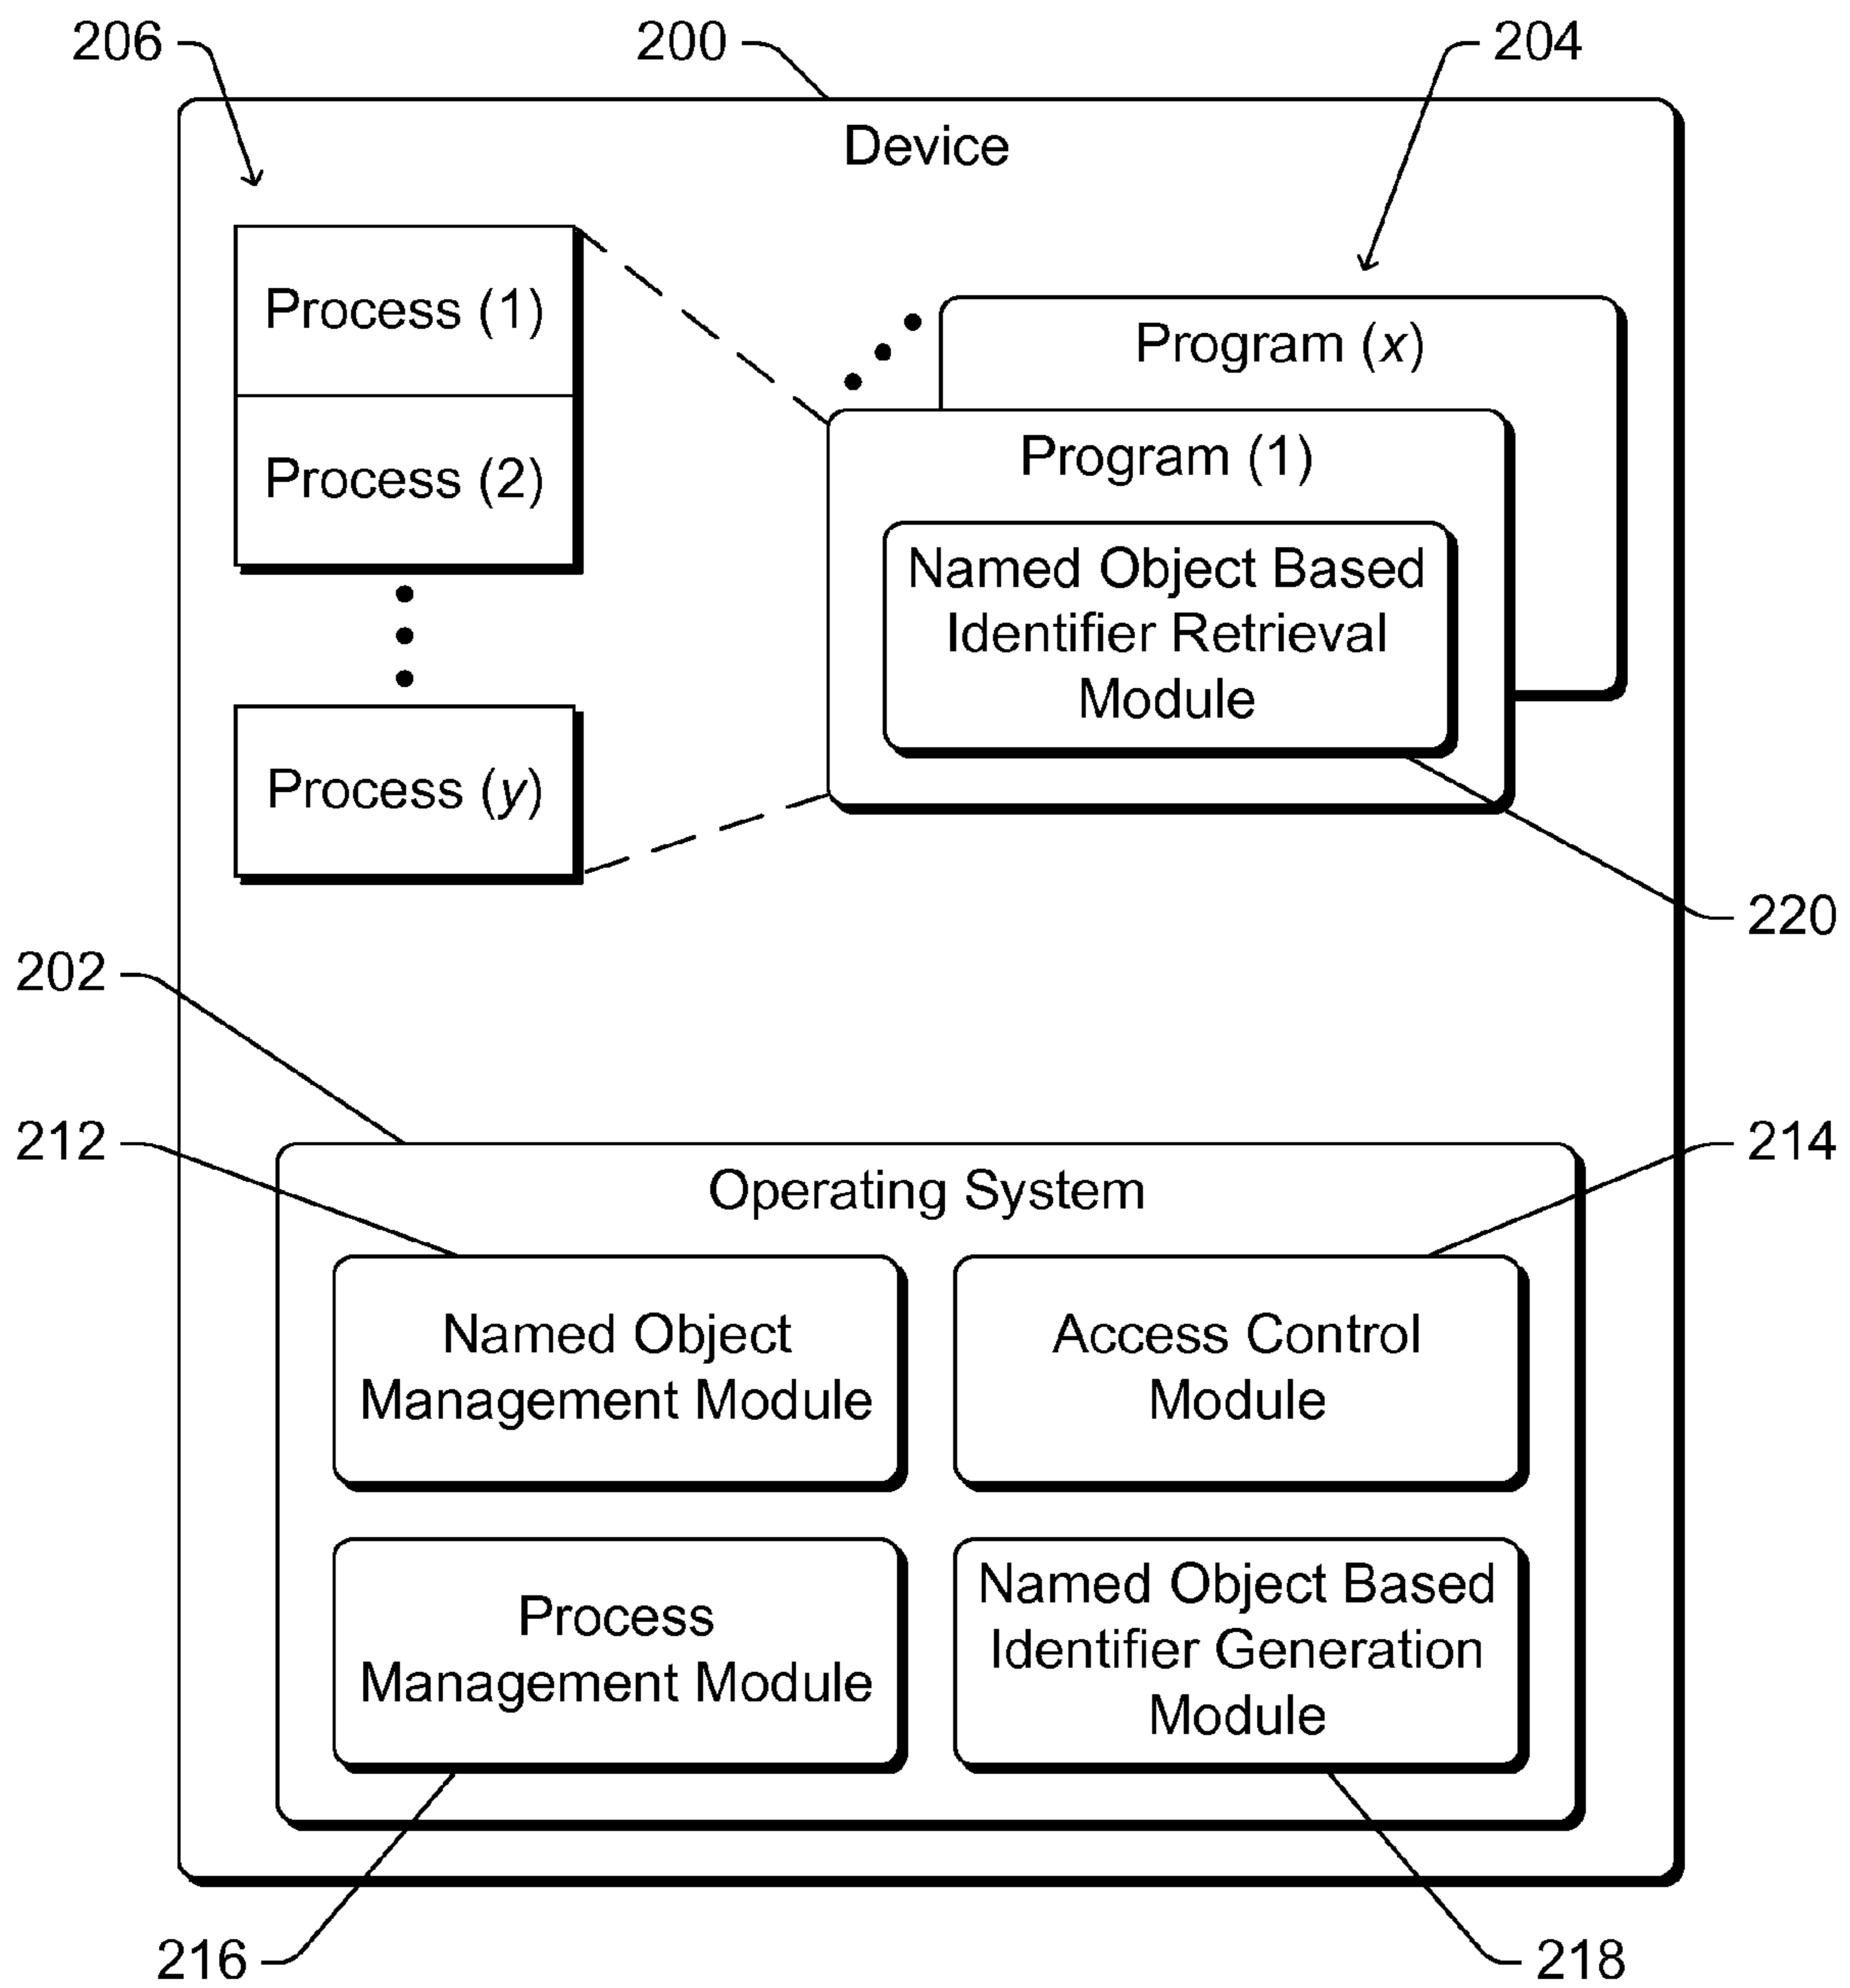 206
200
204
Device
Process (1)
Process (2)
Process (y)
Program (x)
Program (1)
Named Object Based
Identifier Retrieval
Module
220
202
212
214
Operating System
Named Object
Management Module
Access Control
Module
Process
Management Module
Named Object Based
Identifier Generation
Module
216
218